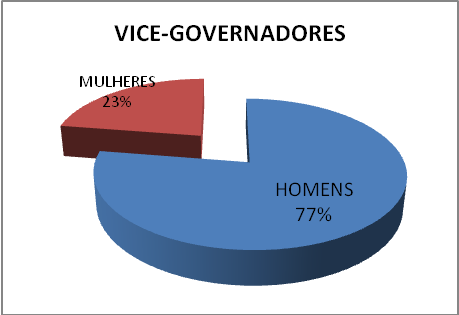 VICE-GOVERNADORES
MULHERES
23%
HOMENS
77%